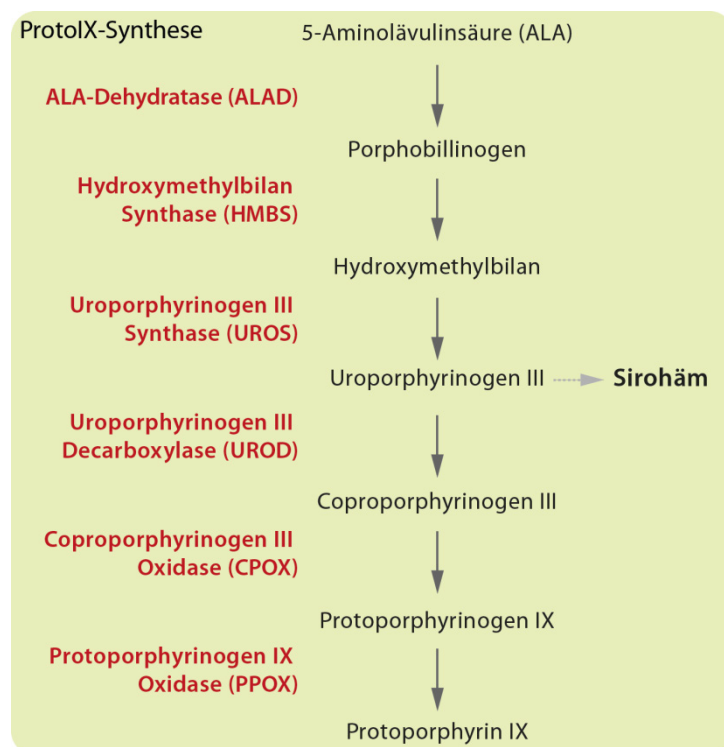 ProtoIX-Synthese
5-Aminolävulinsäure (ALA)
ALA-Dehydratase (ALAD)
Porphobillinogen
Hydroxymethylbilan
Synthase (HMBS)
Hydroxymethylbilan
Uroporphyrinogen III
Synthase (UROS)
Uroporphyrinogen III
Sirohäm
Uroporphyrinogen III
Decarboxylase (UROD)
Coproporphyrinogen III
Coproporphyrinogen III
Oxidase (CPOX)
Protoporphyrinogen IX
Protoporphyrinogen IX
Oxidase (PPOX)
Protoporphyrin IX